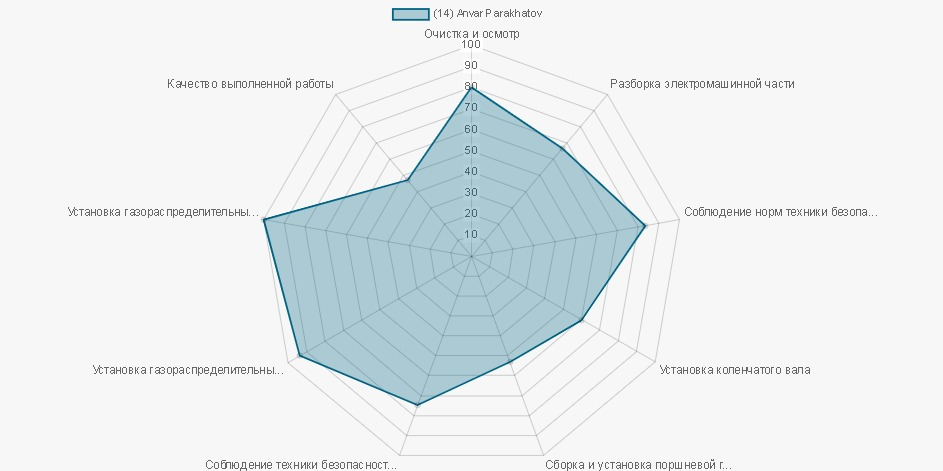 (14) Anvar Parakhatov
Очистка и осмотр
100
90
80
70
60
50
40
30
20
10
Качество выполненной работы
Разборка электромашинной части
Установка газораспределительны...
Соблюдение норм техники безопа...
Установка газораспределительны...
Установка коленчатого вала
Соблюдение техники безопасност...
Сборка и установка поршневой г...